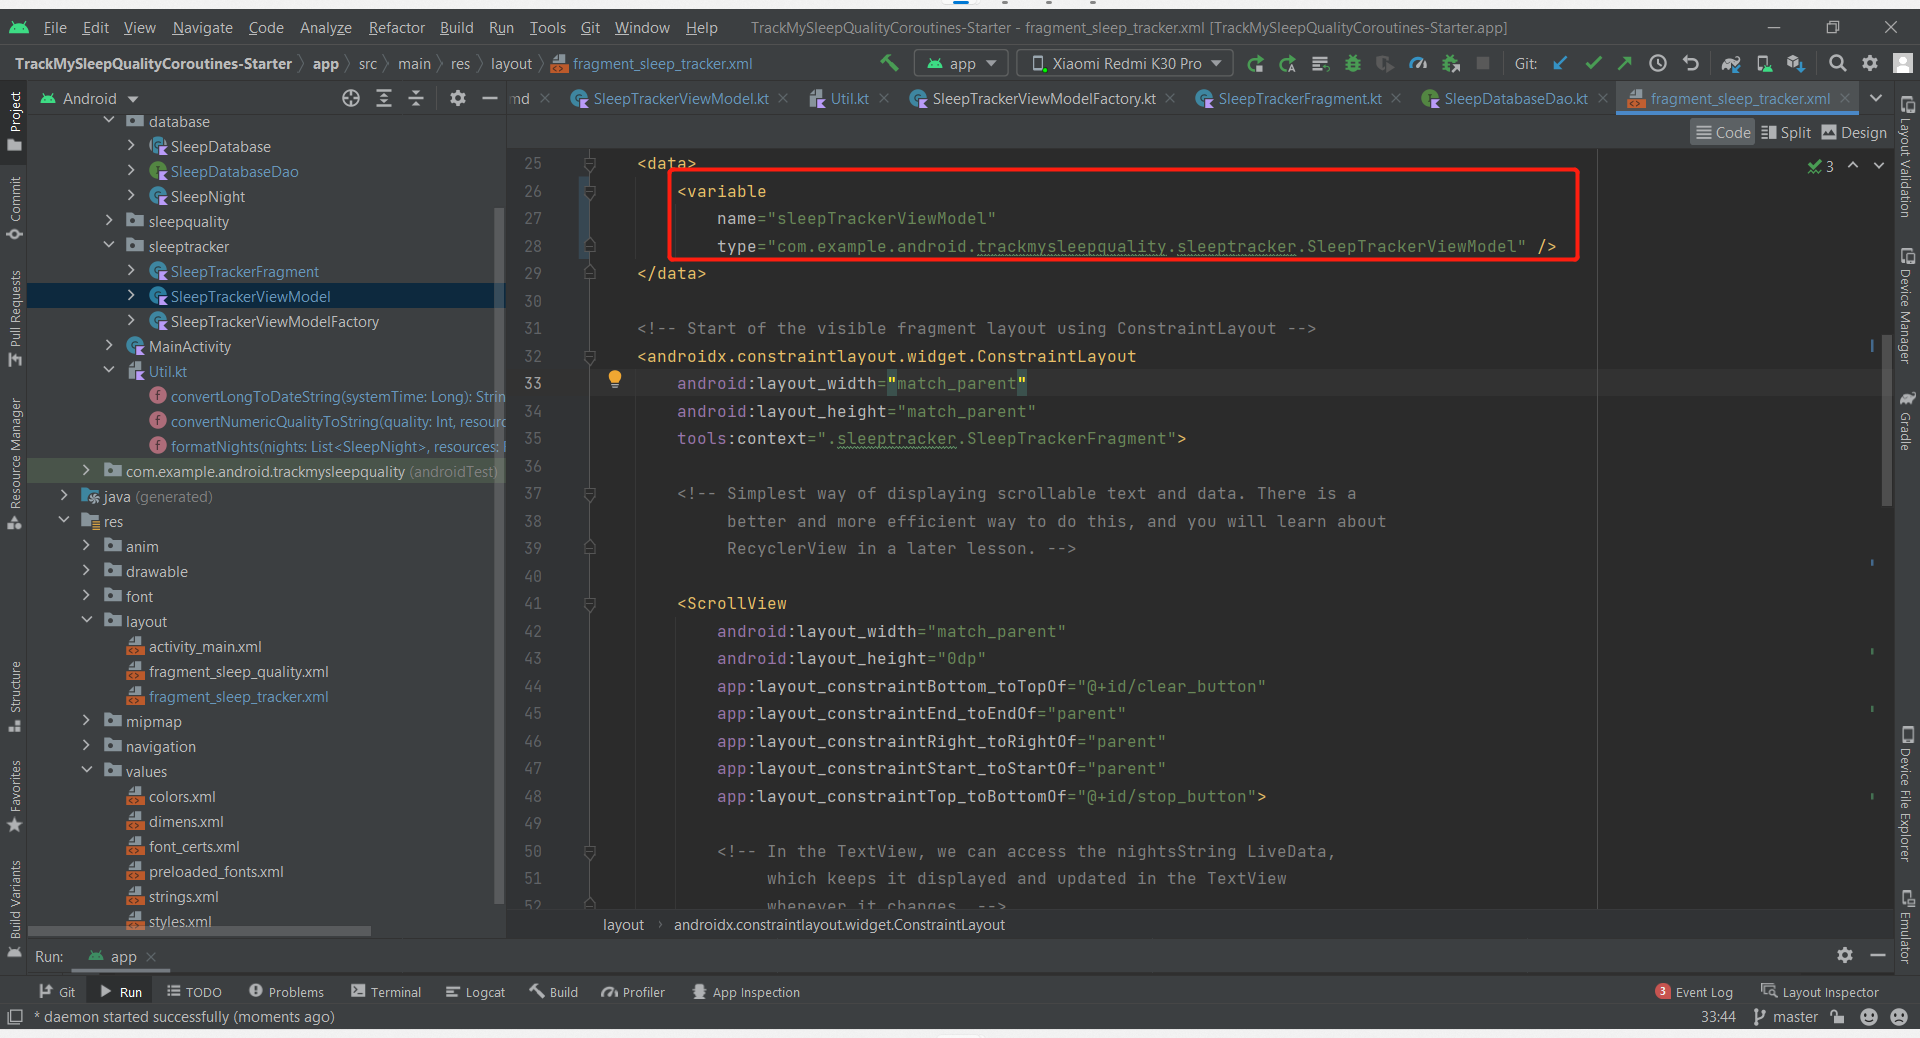 File Edit View Navigate Code Analyze Refactor Build Run Tools Git Window Help TrackMySleepQualityCoroutines-Starter - fragment_sleep_tracker.xml [TrackMySleepQualityCoroutines-Starter.app]
TrackMySleepQualityCoroutines-Starter app src main res layout fragment_sleep_tracker.xml app Xiaomi Redmi K30 Pro Git:
Android
md SleepTrackerViewModel.kt Util.kt SleepTrackerViewModelFactory.kt SleepTrackerFragment.kt SleepDatabaseDao.kt fragment_sleep_tracker.xml
Code Split Design
Project
Commit
Pull Requests
Resource Manager
Structure
Favorites
Build Variants
database
SleepDatabase
SleepDatabaseDao
SleepNight
sleepquality
sleeptracker
SleepTrackerFragment
SleepTrackerViewModel
SleepTrackerViewModelFactory
MainActivity
Util.kt
convertLongToDateString(systemTime: Long): Strin
convertNumericQualityToString(quality: Int, resourc
formatNights(nights: List<SleepNight>, resources:
com.example.android.trackmysleepquality (androidTest)
java (generated)
res
anim
drawable
font
layout
activity_main.xml
fragment_sleep_quality.xml
fragment_sleep_tracker.xml
mipmap
navigation
values
colors.xml
dimens.xml
font_certs.xml
preloaded_fonts.xml
strings.xml
styles.xml
3
25 <data>
26 <variable
27 name="sleepTrackerViewModel"
28 type="com.example.android.trackmysleepquality.sleeptracker.SleepTrackerViewModel" />
29 </data>
30
31 <!-- Start of the visible fragment layout using ConstraintLayout -->
32 <androidx.constraintlayout.widget.ConstraintLayout
33 android:layout_width="match_parent"
34 android:layout_height="match_parent"
35 tools:context=".sleeptracker.SleepTrackerFragment">
36
37 <!-- Simplest way of displaying scrollable text and data. There is a
38 better and more efficient way to do this, and you will learn about
39 RecyclerView in a later lesson. -->
40
41 <ScrollView
42 android:layout_width="match_parent"
43 android:layout_height="0dp"
44 app:layout_constraintBottom_toTopOf="@+id/clear_button"
45 app:layout_constraintEnd_toEndOf="parent"
46 app:layout_constraintRight_toRightOf="parent"
47 app:layout_constraintStart_toStartOf="parent"
48 app:layout_constraintTop_toBottomOf="@+id/stop_button">
49
50 <!-- In the TextView, we can access the nightsString LiveData,
51 which keeps it displayed and updated in the TextView
52 whenever it changes. -->
layout androidx.constraintlayout.widget.ConstraintLayout
Layout Validation
Device Manager
Gradle
Device File Explorer
Emulator
Run: app
Git Run TODO Problems Terminal Logcat Build Profiler App Inspection 3 Event Log Layout Inspector
* daemon started successfully (moments ago) 33:44 master